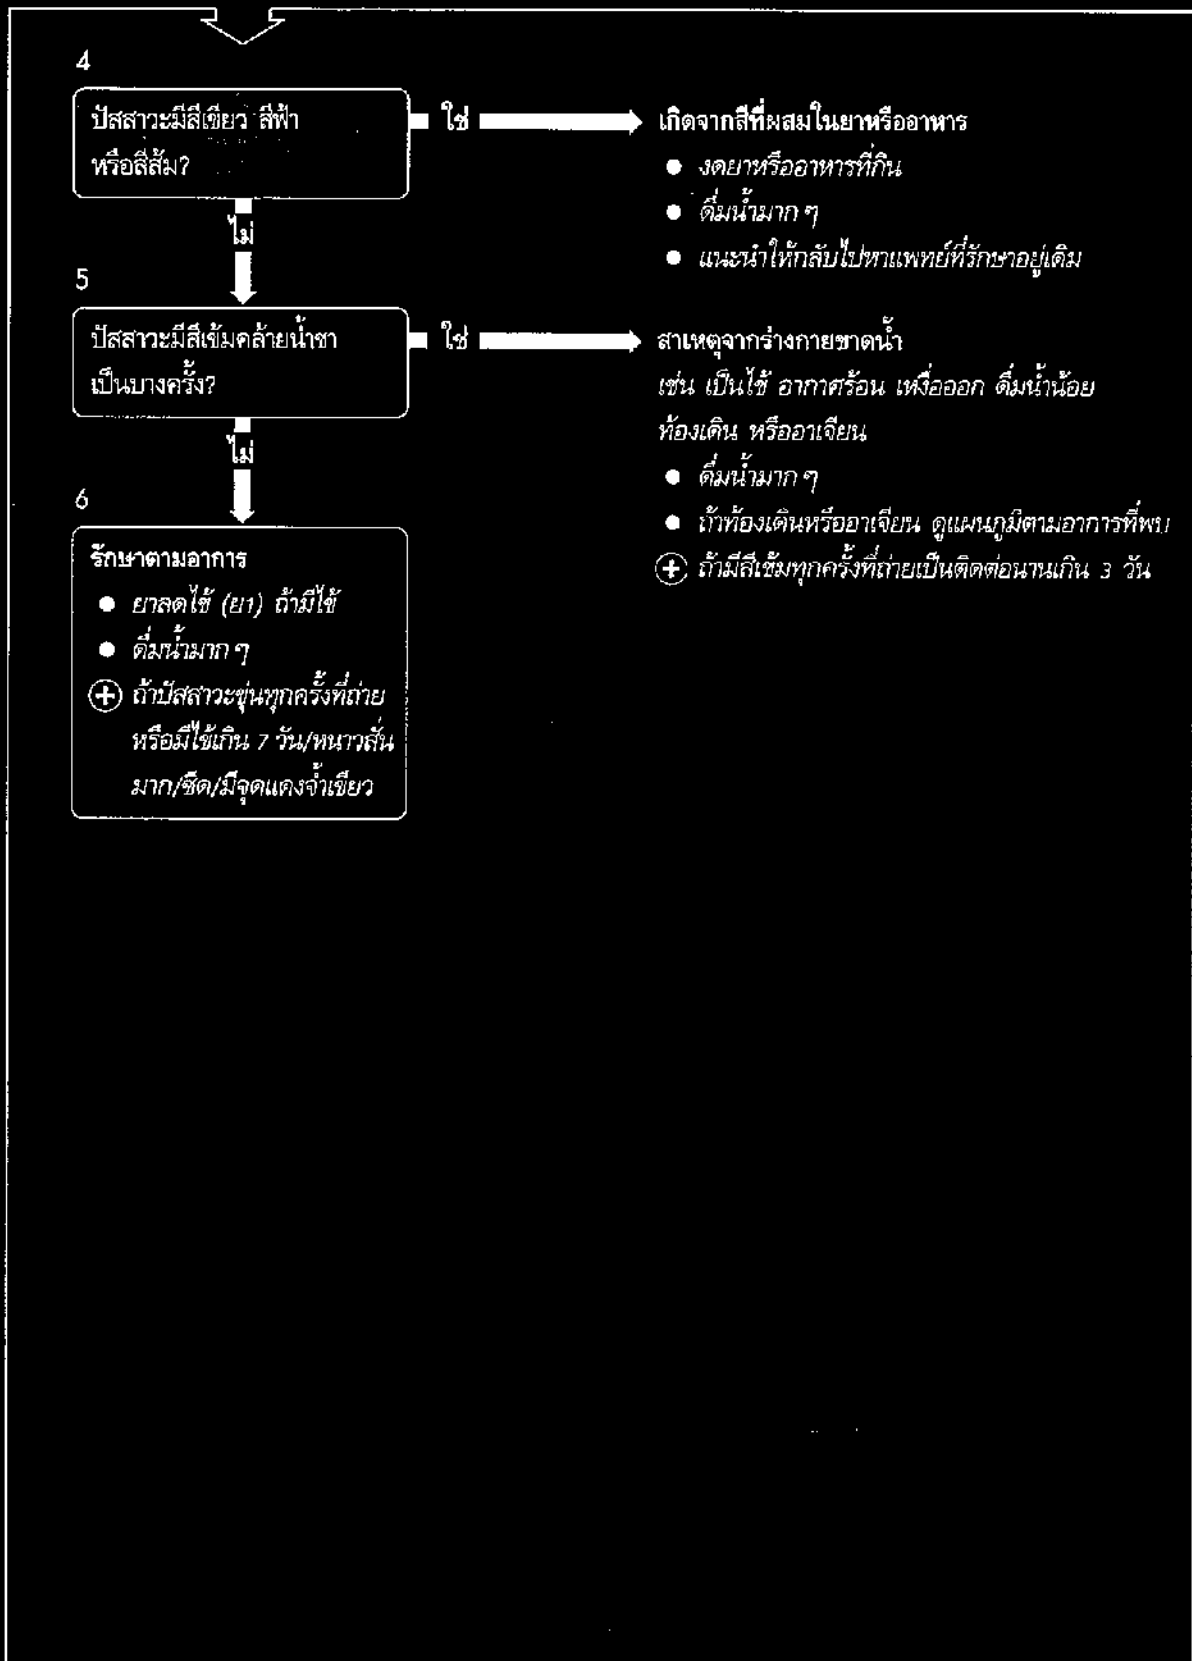 4
ปัสสาวะมีสีเขียว สีฟ้า
หรือสีส้ม?
ใช่
เกิดจากสีที่ผสมในยาหรืออาหาร
● งดยาหรืออาหารที่กิน
● ดื่มน้ำมาก ๆ
● แนะนำให้กลับไปหาแพทย์ที่รักษาอยู่เดิม
ไม่
5
ปัสสาวะมีสีเข้มคล้ายน้ำชา
เป็นบางครั้ง?
ใช่
สาเหตุจากร่างกายขาดน้ำ
เช่น เป็นไข้ อากาศร้อน เหงื่อออก ดื่มน้ำน้อย
ท้องเดิน หรืออาเจียน
● ดื่มน้ำมาก ๆ
● ถ้าท้องเดินหรืออาเจียน ดูแผนภูมิตามอาการที่พบ
⊕ ถ้ามีสีเข้มทุกครั้งที่ถ่ายเป็นติดต่อนานเกิน 3 วัน
ไม่
6
รักษาตามอาการ
● ยาลดไข้ (ย1) ถ้ามีไข้
● ดื่มน้ำมาก ๆ
⊕ ถ้าปัสสาวะขุ่นทุกครั้งที่ถ่าย
หรือมีไข้เกิน 7 วัน/หนาวสั่น
มาก/ซีด/มีจุดแดงจ้ำเขียว